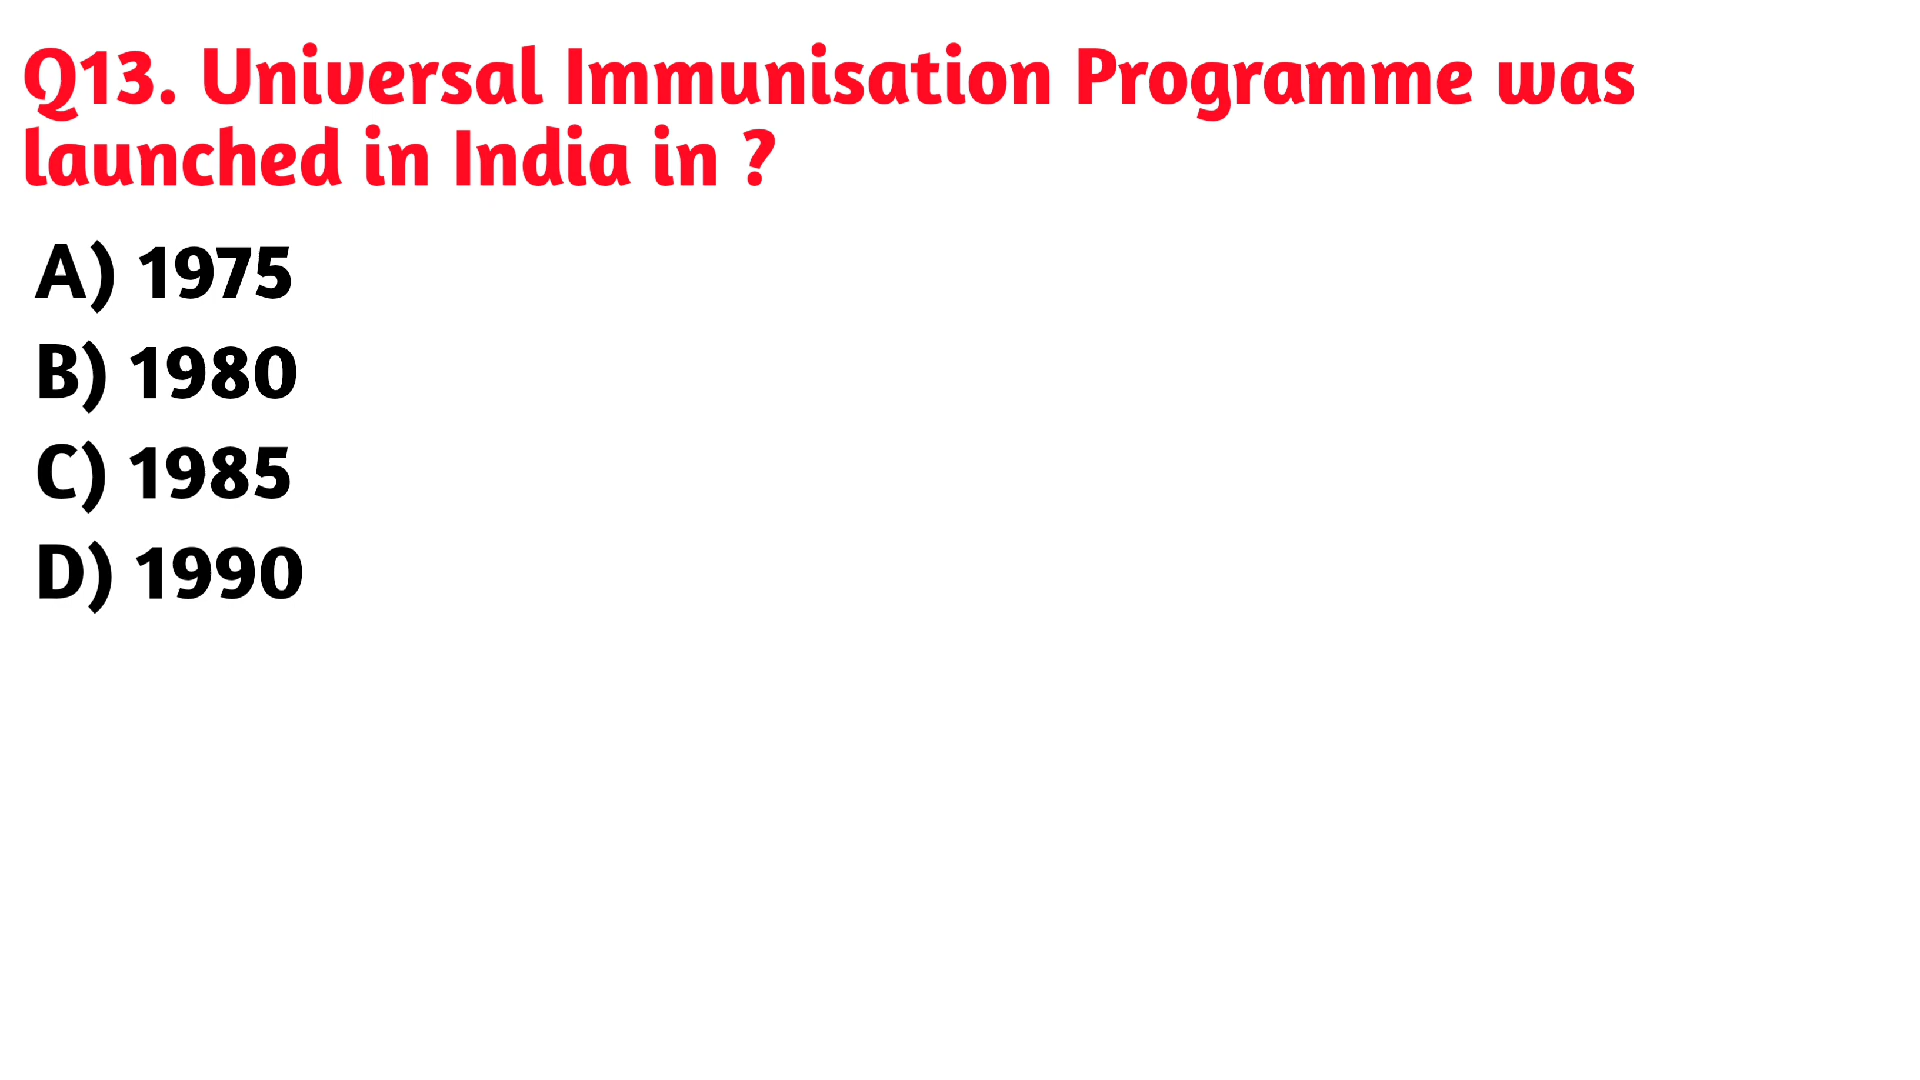 Q13. Universal Immunisation Programme was
launched in India in ?
A) 1975
B) 1980
C) 1985
D) 1990